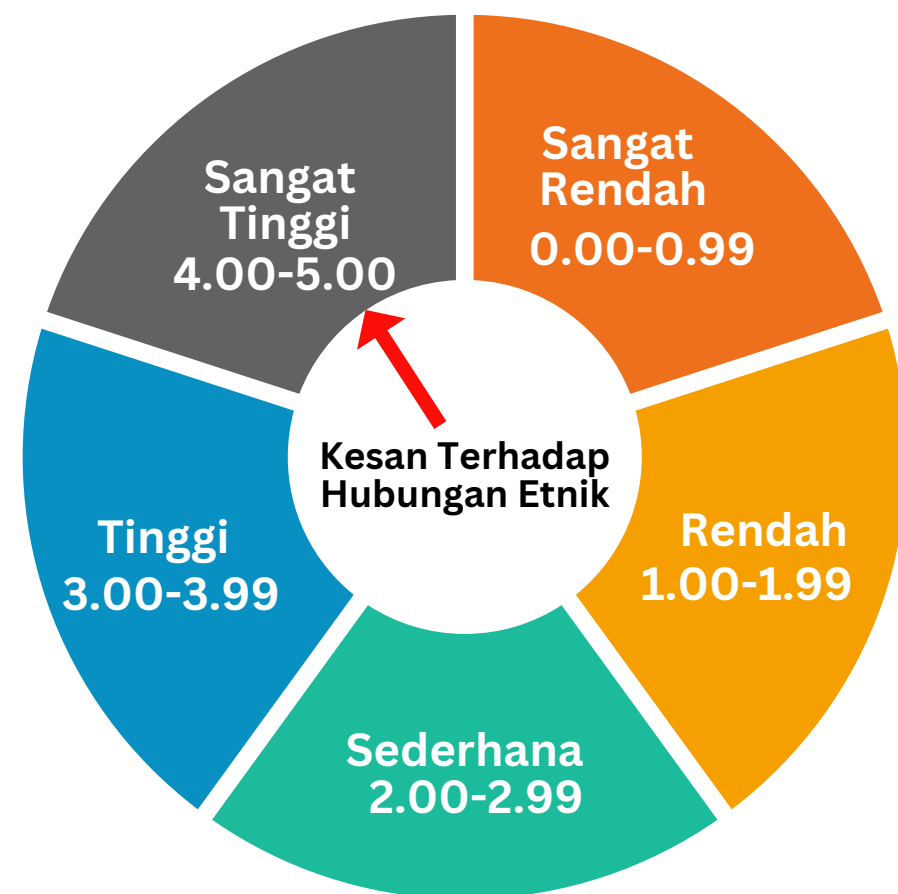 Sangat
Rendah
0.00-0.99
Rendah
1.00-1.99
Sederhana
2.00-2.99
Tinggi
3.00-3.99
Sangat
Tinggi
4.00-5.00
Kesan Terhadap
Hubungan Etnik